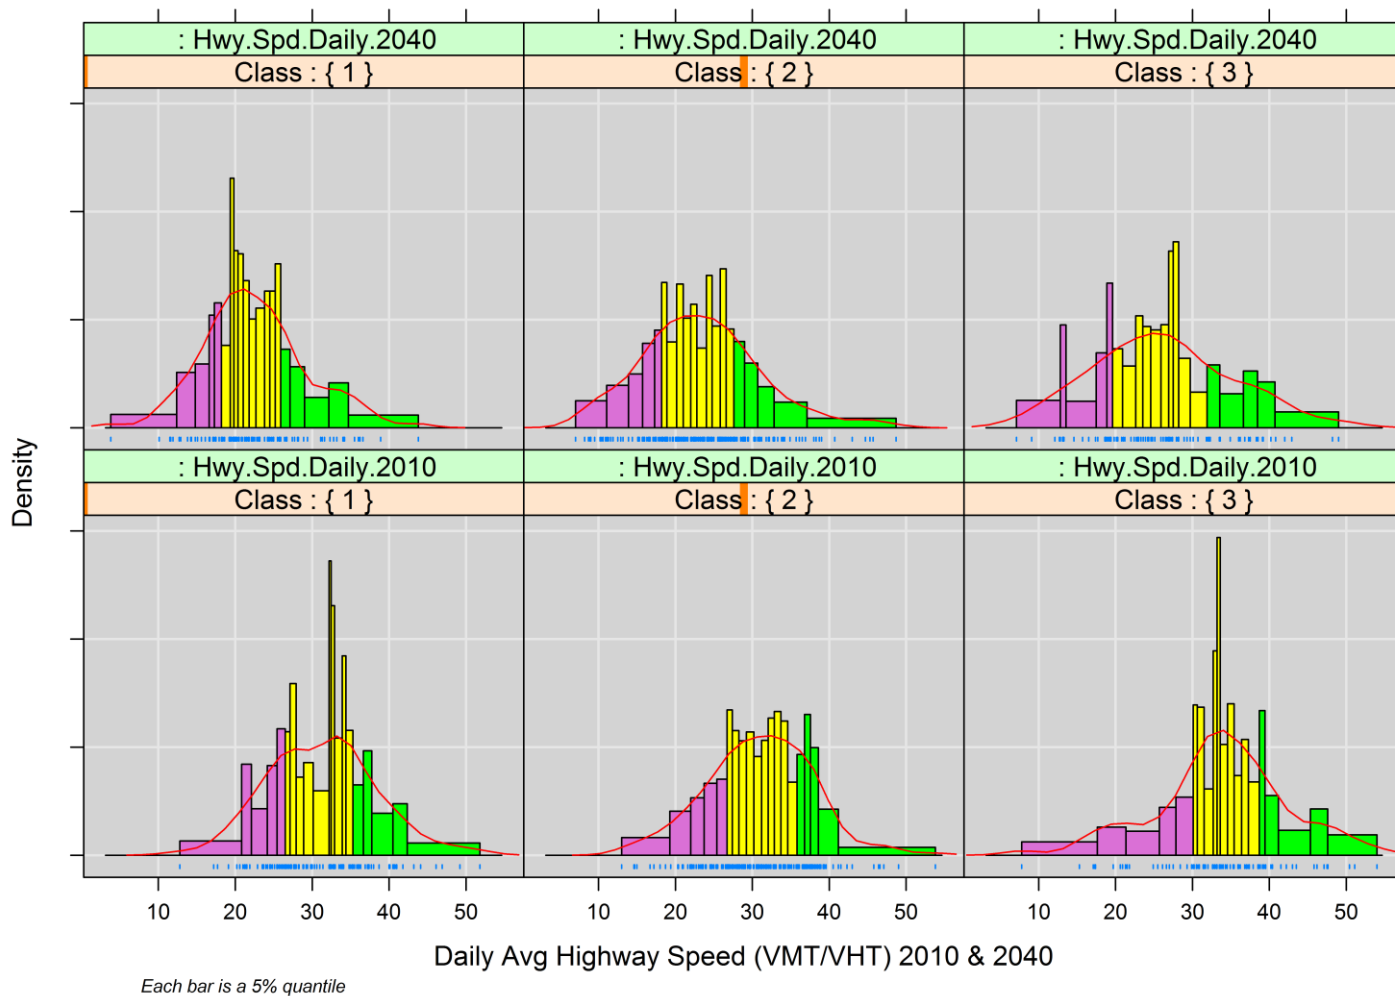 : Hwy.Spd.Daily.2040 : Hwy.Spd.Daily.2040 : Hwy.Spd.Daily.2040
Class : { 1 } Class : { 2 } Class : { 3 }
Density
: Hwy.Spd.Daily.2010 : Hwy.Spd.Daily.2010 : Hwy.Spd.Daily.2010
Class : { 1 } Class : { 2 } Class : { 3 }
10 20 30 40 50 10 20 30 40 50 10 20 30 40 50
Daily Avg Highway Speed (VMT/VHT) 2010 & 2040
Each bar is a 5% quantile